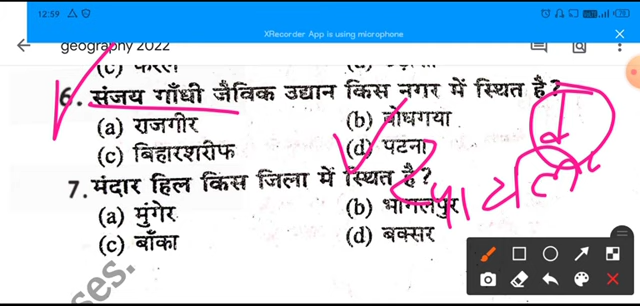 12:59
XRecorder App is using microphone
geography 2022
6. संजय गाँधी जैविक उद्यान किस नगर में स्थित है?
(a) राजगीर (b) बोधगया
(c) बिहारशरीफ (d) पटना
7. मंदार हिल किस जिला में स्थित है?
(a) मुंगेर (b) भागलपुर
(c) बाँका (d) बक्सर
ses.